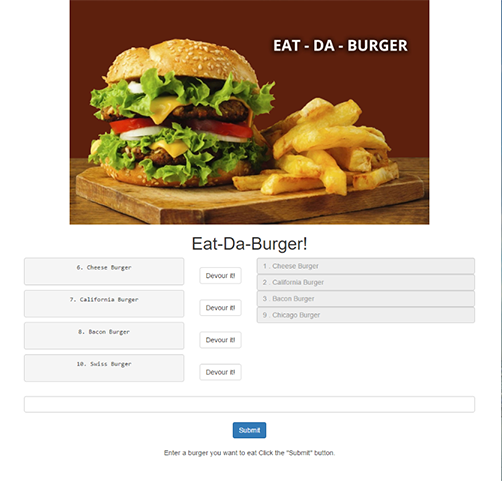 EAT - DA - BURGER
Eat-Da-Burger!
6. Cheese Burger
Devour it!
7. California Burger
Devour it!
8. Bacon Burger
Devour it!
10. Swiss Burger
Devour it!
1 . Cheese Burger
2 . California Burger
3 . Bacon Burger
9 . Chicago Burger
Submit
Enter a burger you want to eat Click the "Submit" button.